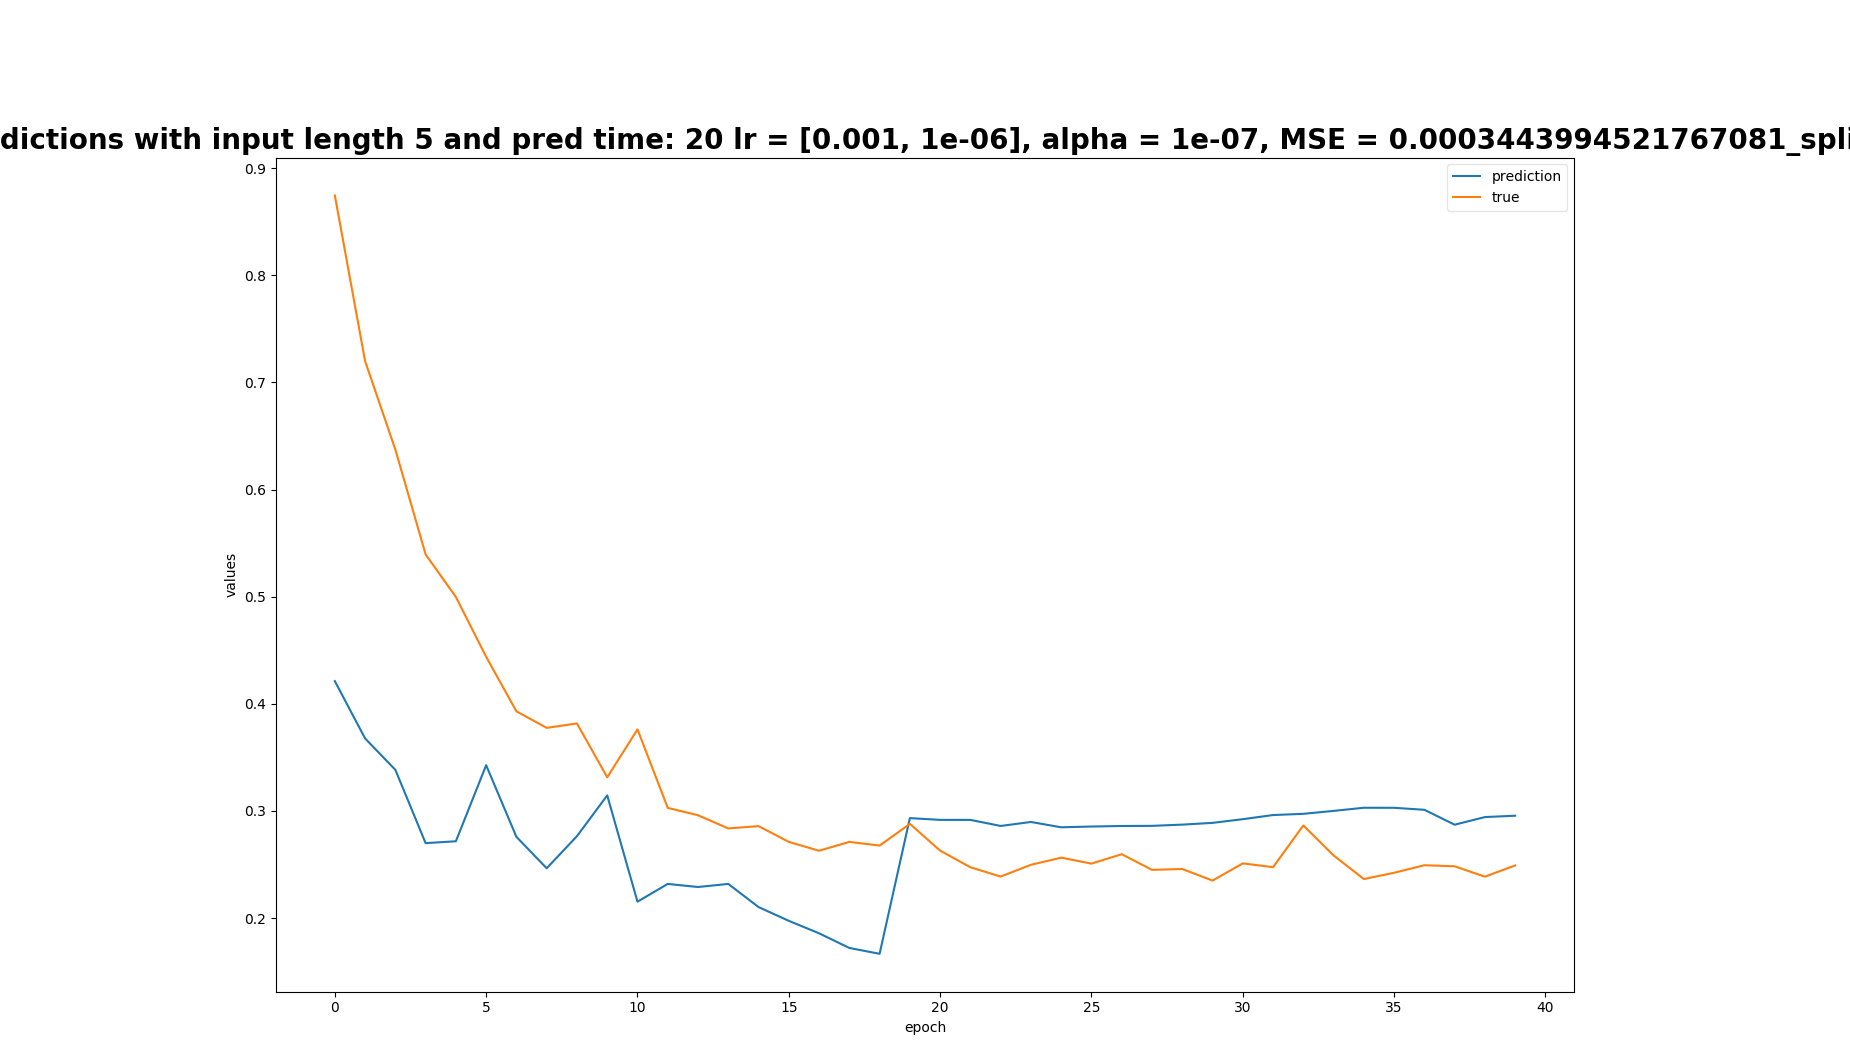 dictions with input length 5 and pred time: 20 lr = [0.001, 1e-06], alpha = 1e-07, MSE = 0.0003443994521767081_spli
prediction
true
0.9
0.8
0.7
0.6
0.5
0.4
0.3
0.2
values
0 5 10 15 20 25 30 35 40
epoch